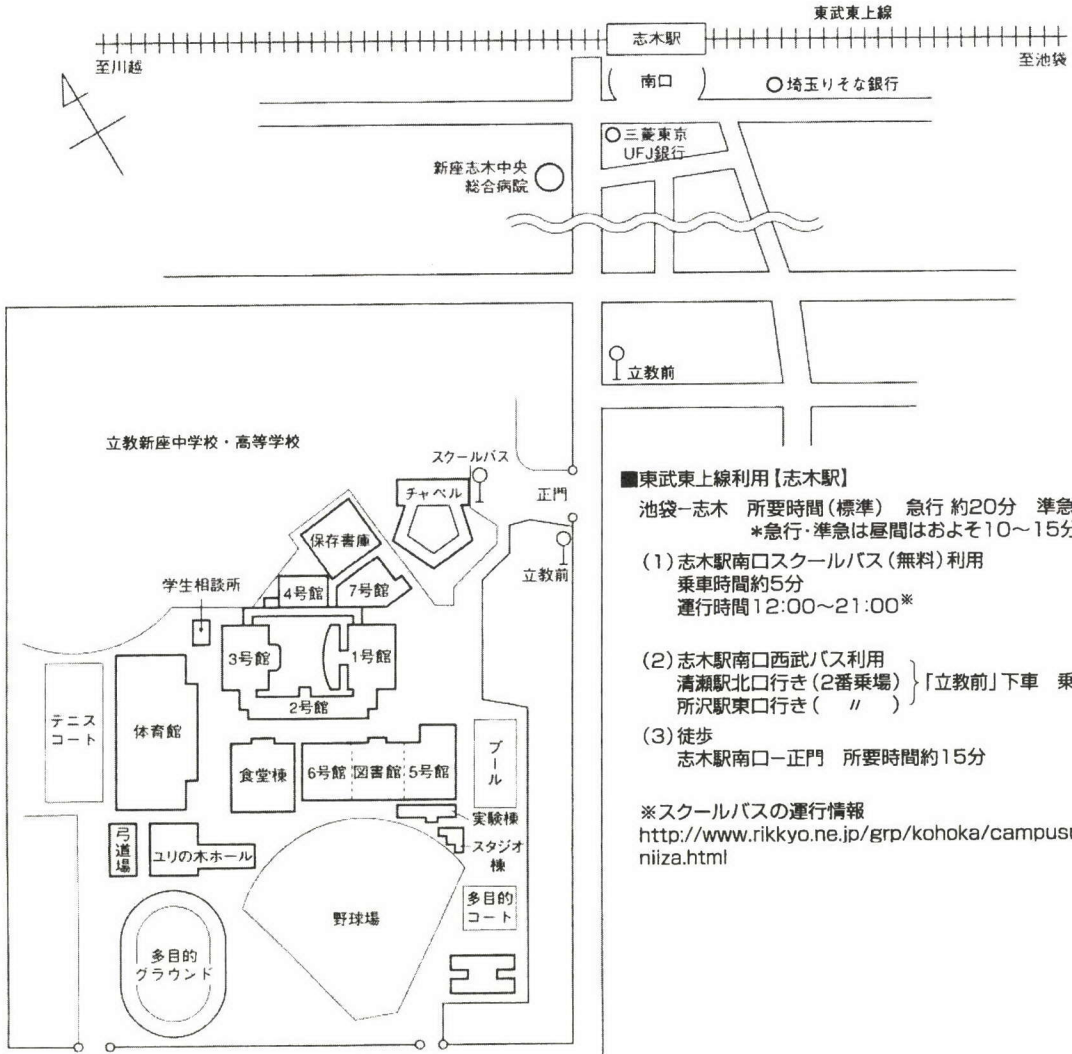 東武東上線
志木駅
至川越
至池袋
南口
埼玉りそな銀行
三菱東京
UFJ銀行
新座志木中央
総合病院
立教前
立教新座中学校・高等学校
スクールバス
チャペル
正門
保存書庫
立教前
学生相談所
4号館
7号館
3号館
1号館
2号館
テニス
コート
体育館
食堂棟
6号館
図書館
5号館
プール
実験棟
スタジオ
棟
弓道場
ユリの木ホール
多目的
コート
野球場
多目的
グラウンド
■東武東上線利用【志木駅】
池袋−志木 所要時間(標準) 急行 約20分 準急
*急行・準急は昼間はおよそ10〜15分
(1)志木駅南口スクールバス(無料)利用
乗車時間約5分
運行時間12:00〜21:00※
(2)志木駅南口西武バス利用
清瀬駅北口行き(2番乗場)
所沢駅東口行き( 〃 )
「立教前」下車 乗
(3)徒歩
志木駅南口−正門 所要時間約15分
※スクールバスの運行情報
http://www.rikkyo.ne.jp/grp/kohoka/campusn
niiza.html